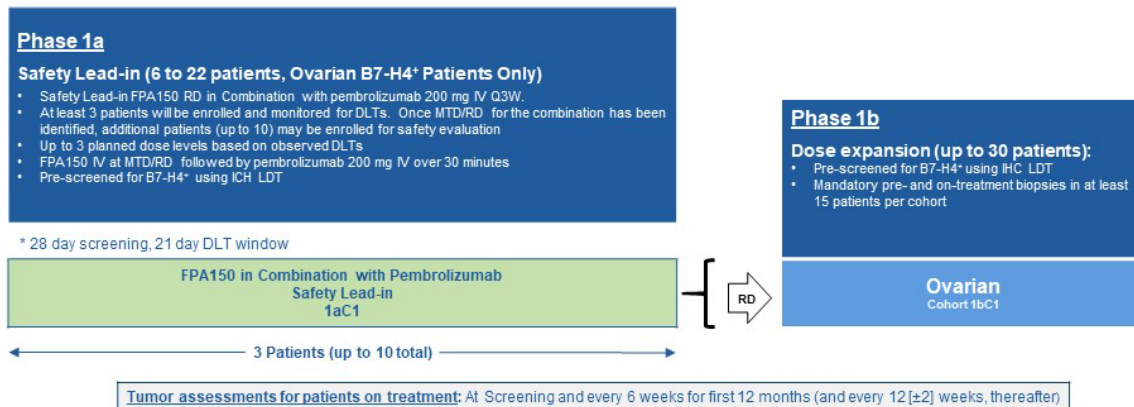 Phase 1a
Safety Lead-in (6 to 22 patients, Ovarian B7-H4⁺ Patients Only)
• Safety Lead-in FPA150 RD in Combination with pembrolizumab 200 mg IV Q3W.
• At least 3 patients will be enrolled and monitored for DLTs. Once MTD/RD for the combination has been
identified, additional patients (up to 10) may be enrolled for safety evaluation
• Up to 3 planned dose levels based on observed DLTs
• FPA150 IV at MTD/RD followed by pembrolizumab 200 mg IV over 30 minutes
• Pre-screened for B7-H4⁺ using ICH LDT
* 28 day screening, 21 day DLT window
FPA150 in Combination with Pembrolizumab
Safety Lead-in
1aC1
3 Patients (up to 10 total)
RD
Phase 1b
Dose expansion (up to 30 patients):
• Pre-screened for B7-H4⁺ using IHC LDT
• Mandatory pre- and on-treatment biopsies in at least
15 patients per cohort
Ovarian
Cohort 1bC1
Tumor assessments for patients on treatment: At Screening and every 6 weeks for first 12 months (and every 12 [±2] weeks, thereafter)